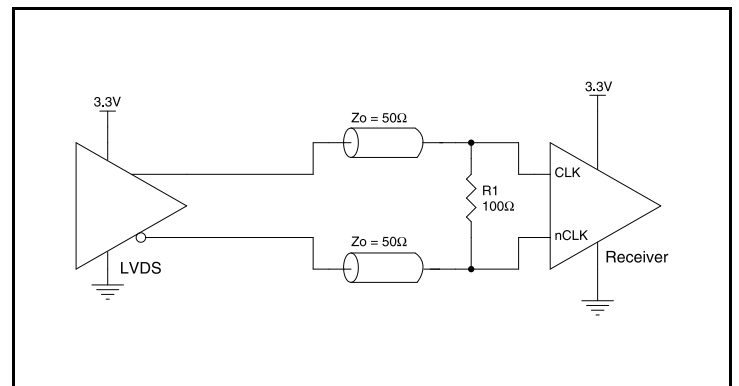 3.3V
3.3V
Zo = 50Ω
CLK
R1
100Ω
nCLK
Zo = 50Ω
LVDS
Receiver